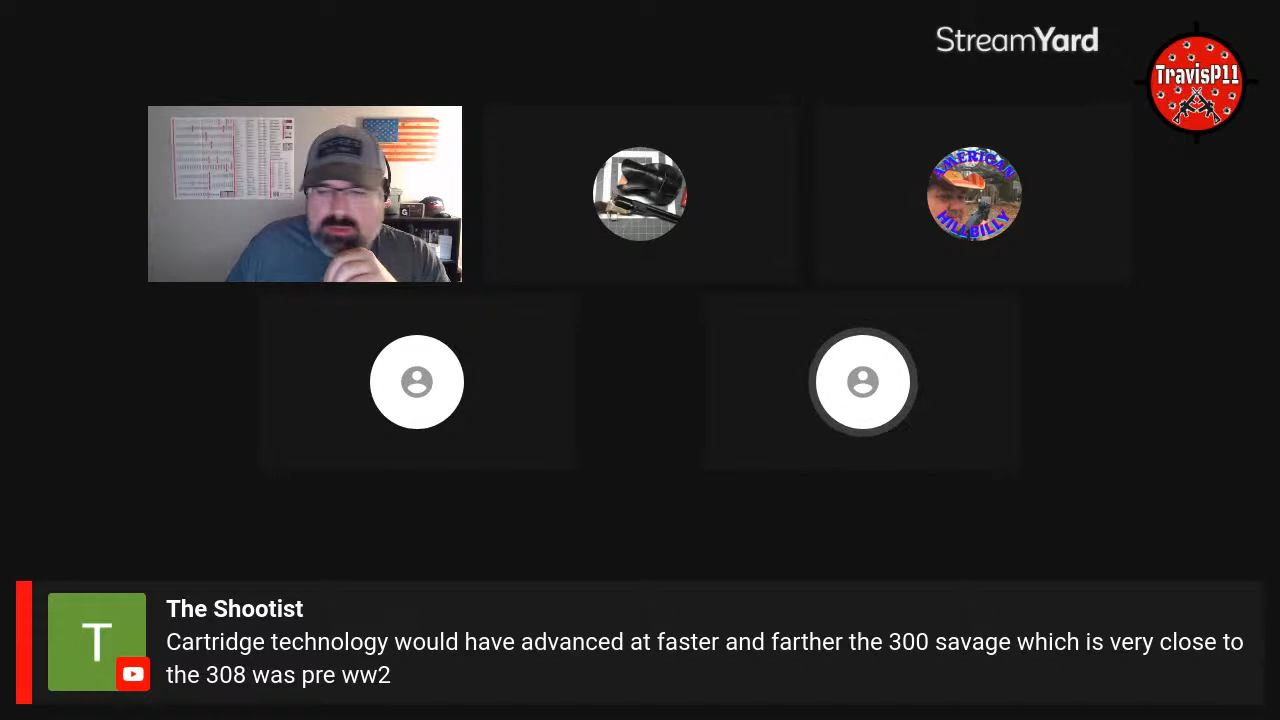 StreamYard
TravisP11
AMERICAN
HILLBILLY
G
T
The Shootist
Cartridge technology would have advanced at faster and farther the 300 savage which is very close to
the 308 was pre ww2